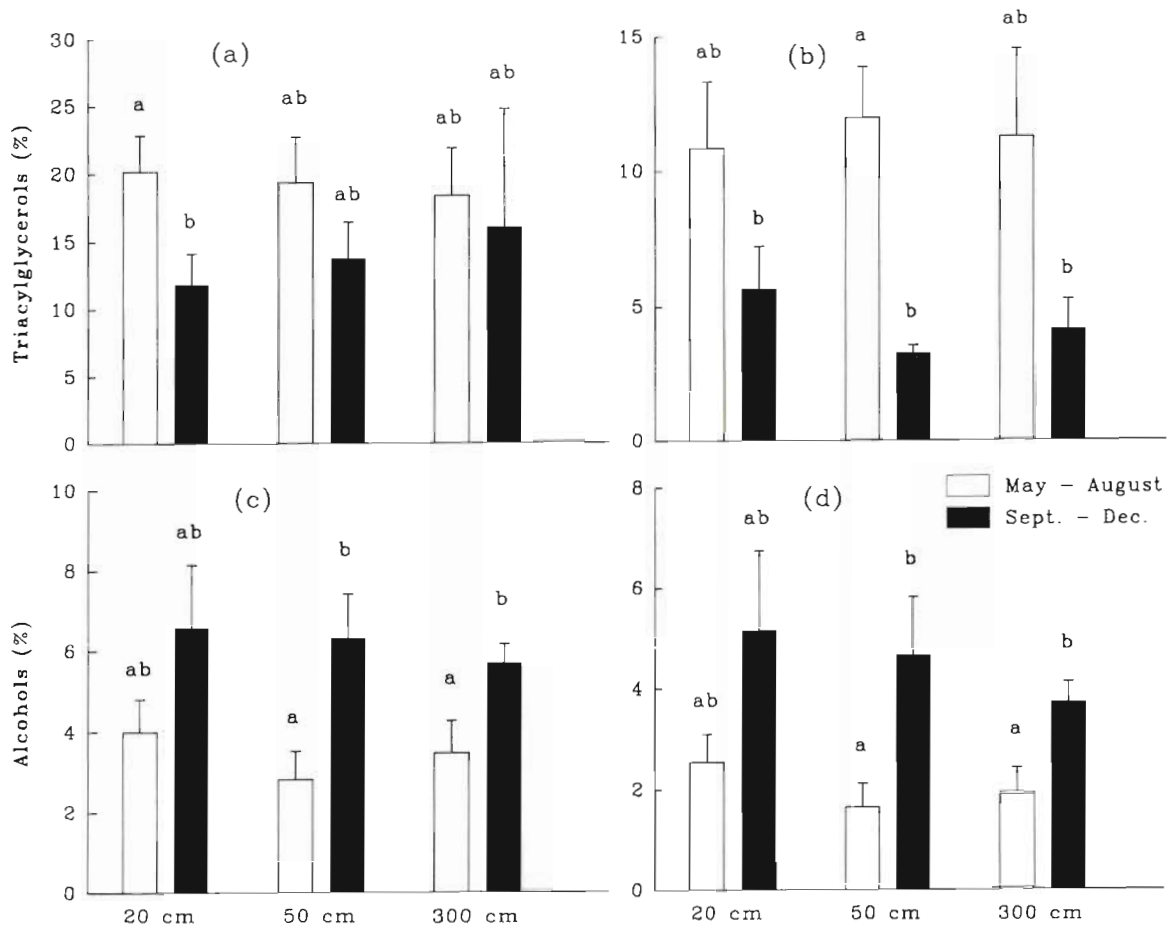 (a)
Triacylglycerols (%)
30
25
20
15
10
5
0
a
b
ab
ab
ab
ab
(b)
15
10
5
0
ab
b
a
b
ab
b
(c)
Alcohols (%)
10
8
6
4
2
0
ab
ab
a
b
a
b
20 cm 50 cm 300 cm
(d)
May - August
Sept. - Dec.
8
6
4
2
0
ab
ab
a
b
a
b
20 cm 50 cm 300 cm